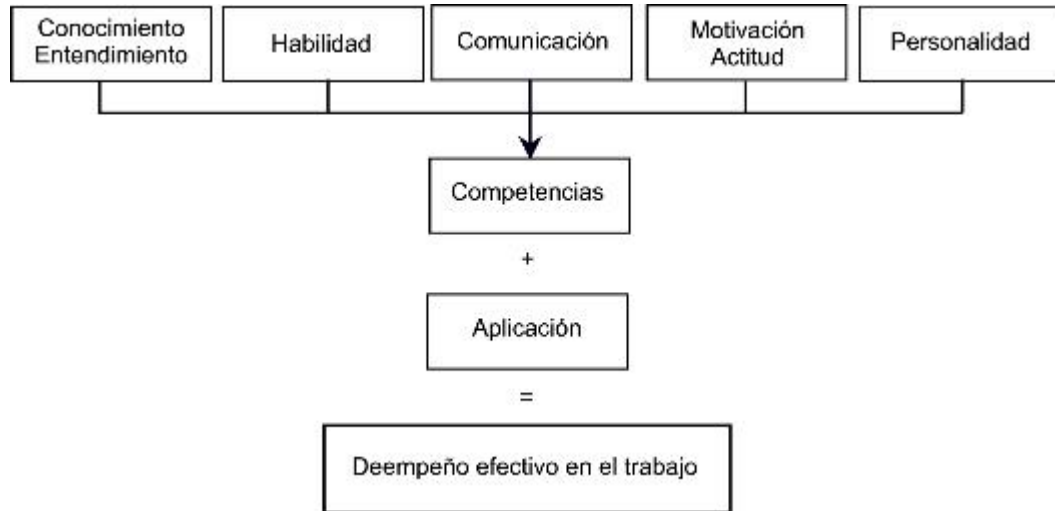 Conocimiento
Entendimiento
Habilidad
Comunicación
Motivación
Actitud
Personalidad
Competencias
+
Aplicación
=
Deempeño efectivo en el trabajo